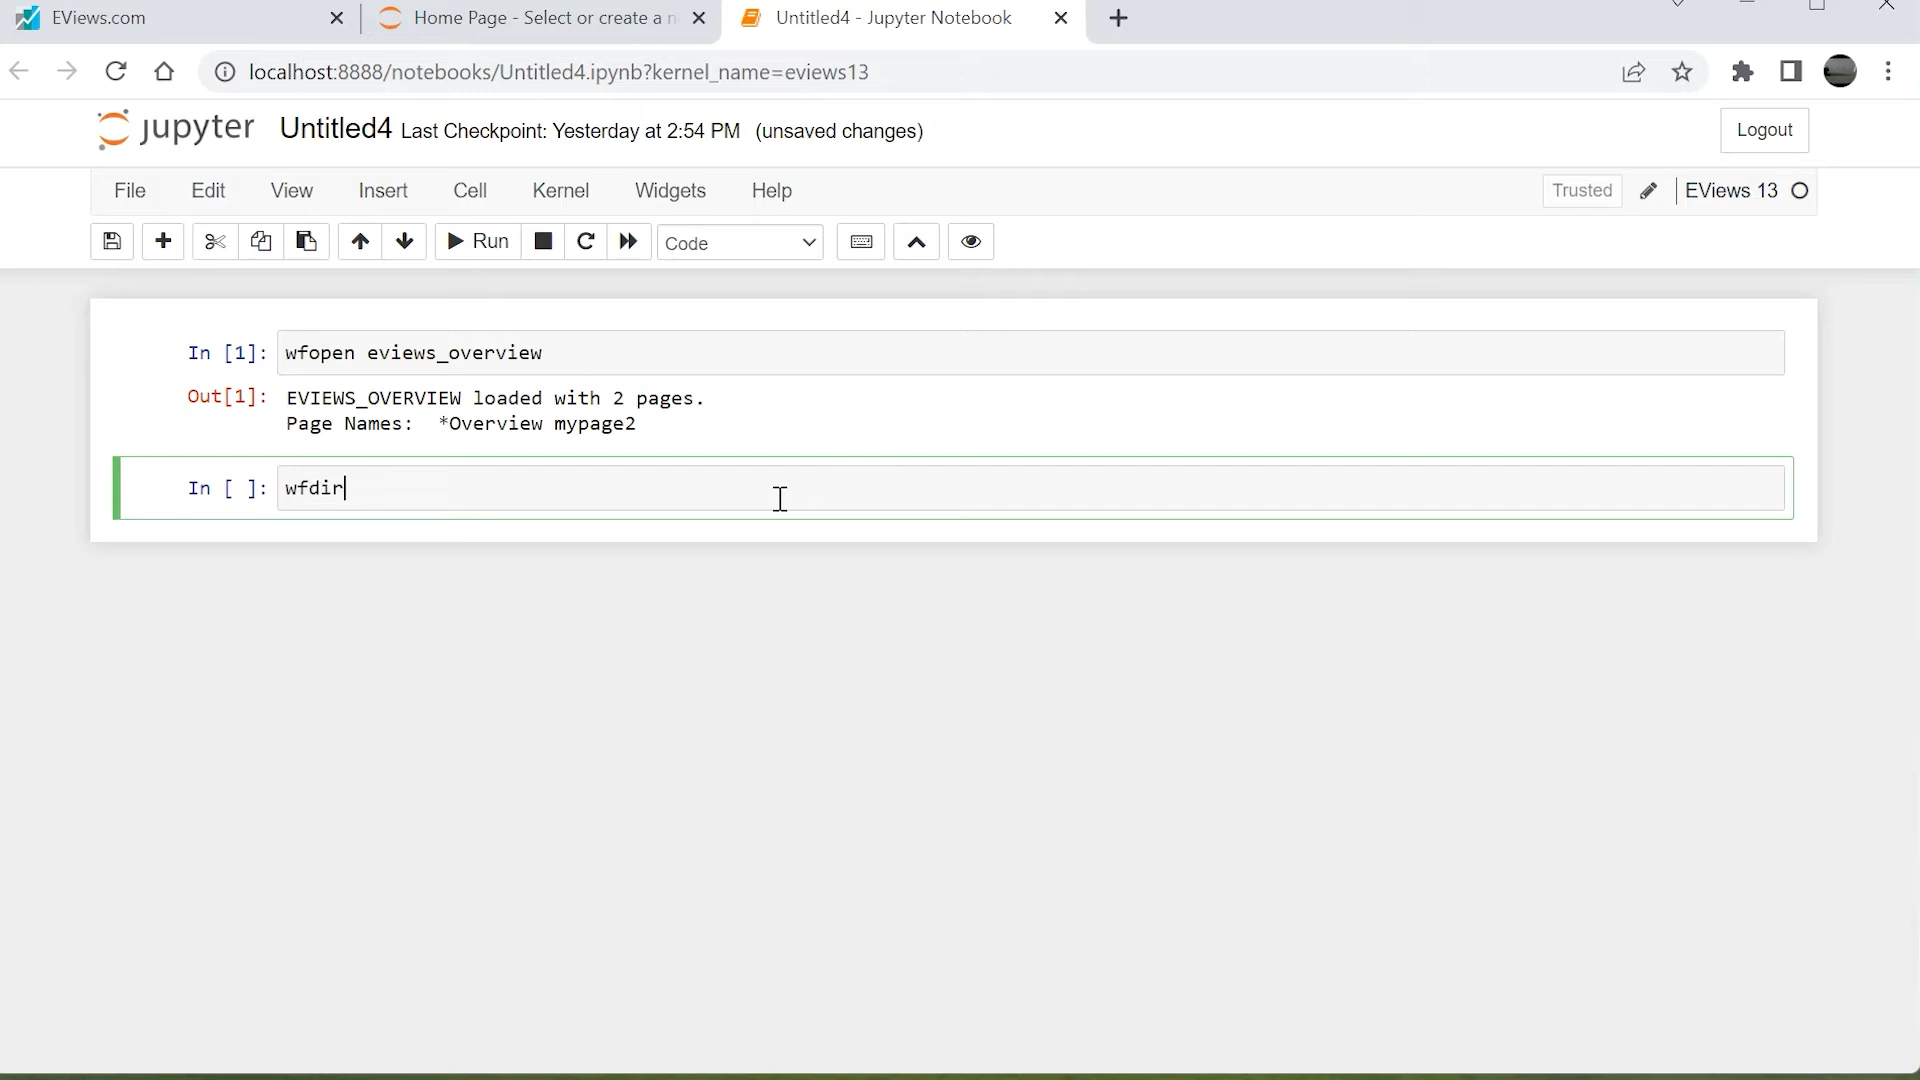 EViews.com
Home Page - Select or create a n
Untitled4 - Jupyter Notebook
localhost:8888/notebooks/Untitled4.ipynb?kernel_name=eviews13
jupyter Untitled4 Last Checkpoint: Yesterday at 2:54 PM (unsaved changes)
Logout
File Edit View Insert Cell Kernel Widgets Help
Trusted EViews 13
Run Code
In [1]: wfopen eviews_overview
Out[1]: EVIEWS_OVERVIEW loaded with 2 pages.
Page Names:  *Overview mypage2
In [ ]: wfdir